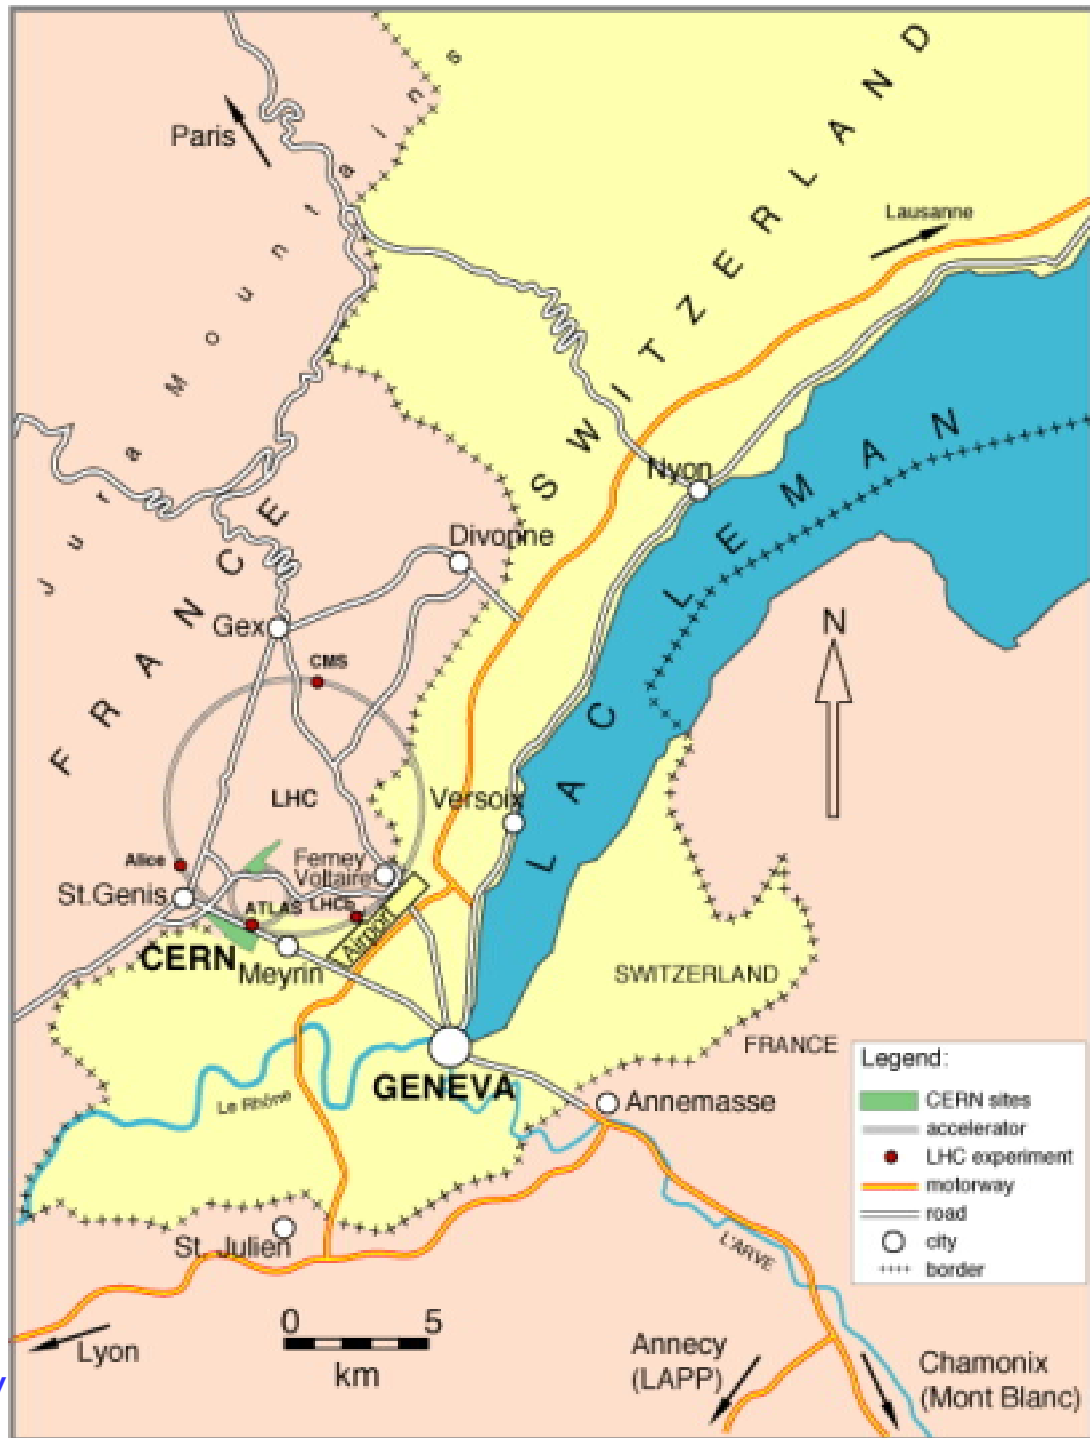 SWITZERLAND
Jura Mountains
Paris
Lausanne
FRANCE
Nyon
LAC LEMAN
Divonne
Gex
N
CMS
LHC
Versoix
Alice
Ferney
Voltaire
St.Genis
ATLAS
LHCb
Airport
CERN
Meyrin
SWITZERLAND
FRANCE
GENEVA
Le Rhône
Annemasse
Legend:
CERN sites
accelerator
LHC experiment
motorway
road
city
border
St. Julien
L'ARVE
0 5
km
Lyon
Annecy
(LAPP)
Chamonix
(Mont Blanc)
y